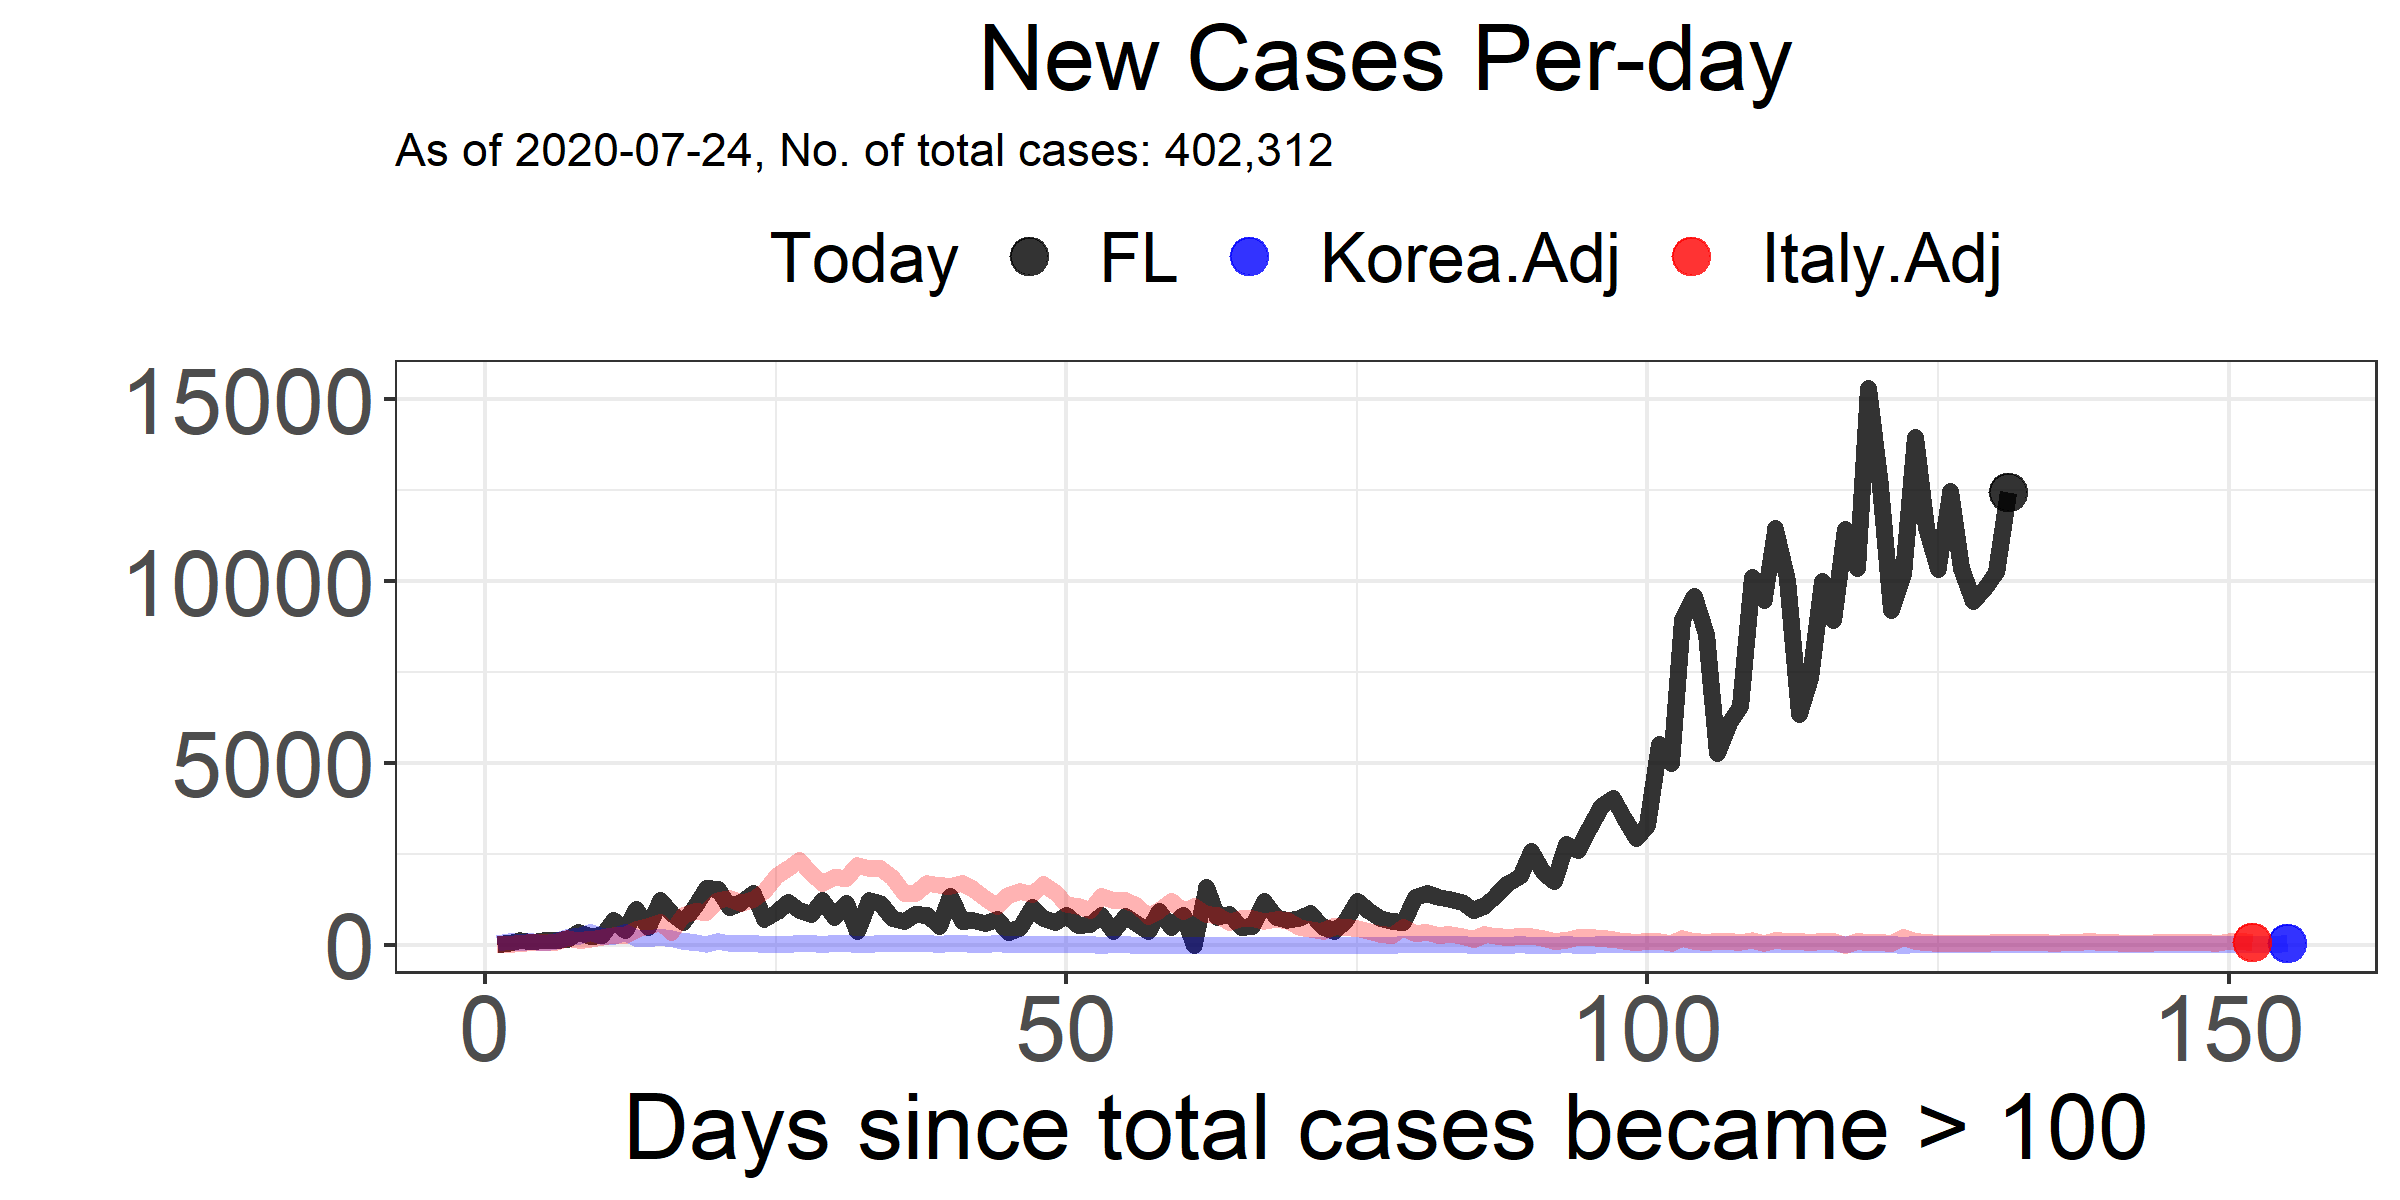 New Cases Per-day
As of 2020-07-24, No. of total cases: 402,312
Today FL Korea.Adj Italy.Adj
15000
10000
5000
0
0 50 100 150
Days since total cases became > 100